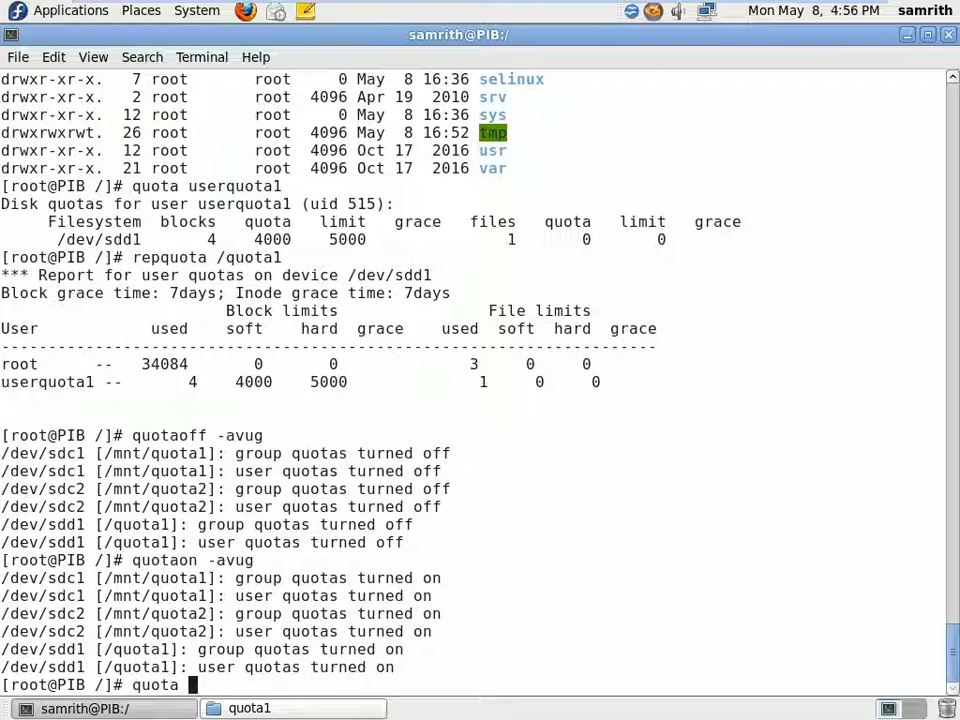 Applications Places System Mon May 8, 4:56 PM samrith
samrith@PIB:/
File Edit View Search Terminal Help
drwxr-xr-x. 7 root root 0 May 8 16:36 selinux
drwxr-xr-x. 2 root root 4096 Apr 19 2010 srv
drwxr-xr-x. 12 root root 0 May 8 16:36 sys
drwxrwxrwt. 26 root root 4096 May 8 16:52 tmp
drwxr-xr-x. 12 root root 4096 Oct 17 2016 usr
drwxr-xr-x. 21 root root 4096 Oct 17 2016 var
[root@PIB /]# quota userquota1
Disk quotas for user userquota1 (uid 515):
Filesystem blocks quota limit grace files quota limit grace
/dev/sdd1 4 4000 5000 1 0 0
[root@PIB /]# repquota /quota1
*** Report for user quotas on device /dev/sdd1
Block grace time: 7days; Inode grace time: 7days
Block limits File limits
User used soft hard grace used soft hard grace
----------------------------------------------------------------------
root -- 34084 0 0 3 0 0
userquota1 -- 4 4000 5000 1 0 0
[root@PIB /]# quotaoff -avug
/dev/sdc1 [/mnt/quota1]: group quotas turned off
/dev/sdc1 [/mnt/quota1]: user quotas turned off
/dev/sdc2 [/mnt/quota2]: group quotas turned off
/dev/sdc2 [/mnt/quota2]: user quotas turned off
/dev/sdd1 [/quota1]: group quotas turned off
/dev/sdd1 [/quota1]: user quotas turned off
[root@PIB /]# quotaon -avug
/dev/sdc1 [/mnt/quota1]: group quotas turned on
/dev/sdc1 [/mnt/quota1]: user quotas turned on
/dev/sdc2 [/mnt/quota2]: group quotas turned on
/dev/sdc2 [/mnt/quota2]: user quotas turned on
/dev/sdd1 [/quota1]: group quotas turned on
/dev/sdd1 [/quota1]: user quotas turned on
[root@PIB /]# quota
samrith@PIB:/ quota1